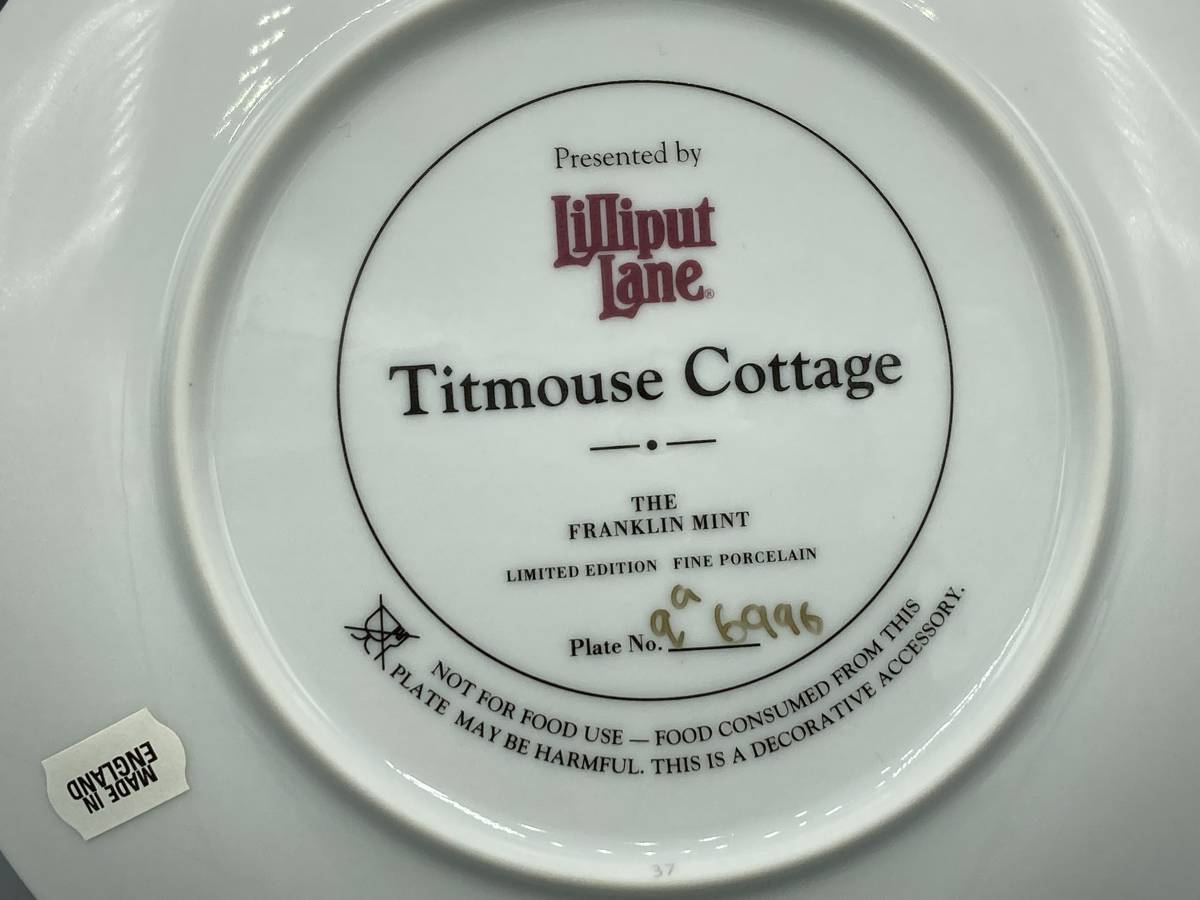 Presented by
Lilliput
Lane®
Titmouse Cottage
THE
FRANKLIN MINT
LIMITED EDITION FINE PORCELAIN
Plate No. 6996
NOT FOR FOOD USE — FOOD CONSUMED FROM THIS
PLATE MAY BE HARMFUL. THIS IS A DECORATIVE ACCESSORY.
MADE IN
ENGLAND
37